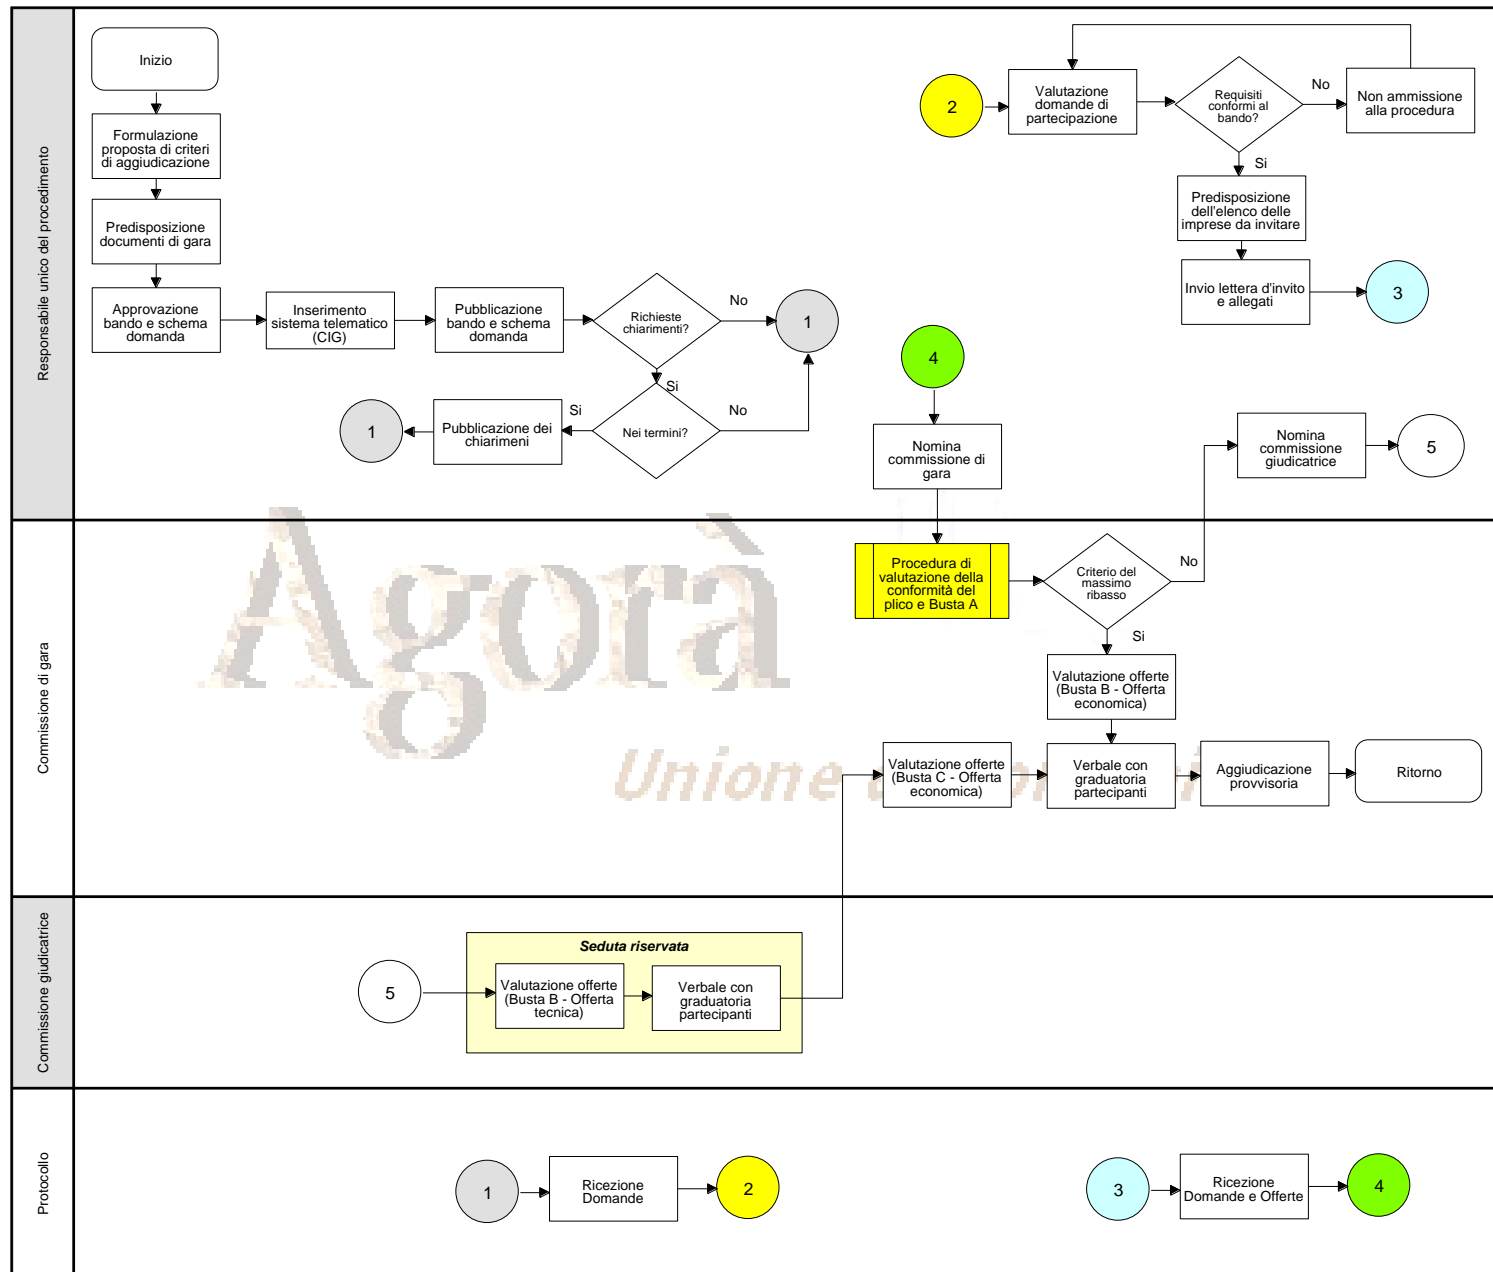 Responsabile unico del procedimento
Inizio
Formulazione
proposta di criteri
di aggiudicazione
Predisposizione
documenti di gara
Approvazione
bando e schema
domanda
Inserimento
sistema telematico
(CIG)
Pubblicazione
bando e schema
domanda
Richieste
chiarimenti?
No
1
Si
Nei termini?
No
Si
Pubblicazione dei
chiarimeni
1
2
Valutazione
domande di
partecipazione
Requisiti
conformi al
bando?
No
Non ammissione
alla procedura
Si
Predisposizione
dell'elenco delle
imprese da invitare
Invio lettera d'invito
e allegati
3
4
Nomina
commissione di
gara
Nomina
commissione
giudicatrice
5
Commissione di gara
Procedura di
valutazione della
conformità del
plico e Busta A
Criterio del
massimo
ribasso
No
Si
Valutazione offerte
(Busta B - Offerta
economica)
Valutazione offerte
(Busta C - Offerta
economica)
Verbale con
graduatoria
partecipanti
Aggiudicazione
provvisoria
Ritorno
Agorà
Unione
Commissione giudicatrice
5
Seduta riservata
Valutazione offerte
(Busta B - Offerta
tecnica)
Verbale con
graduatoria
partecipanti
Protocollo
1
Ricezione
Domande
2
3
Ricezione
Domande e Offerte
4